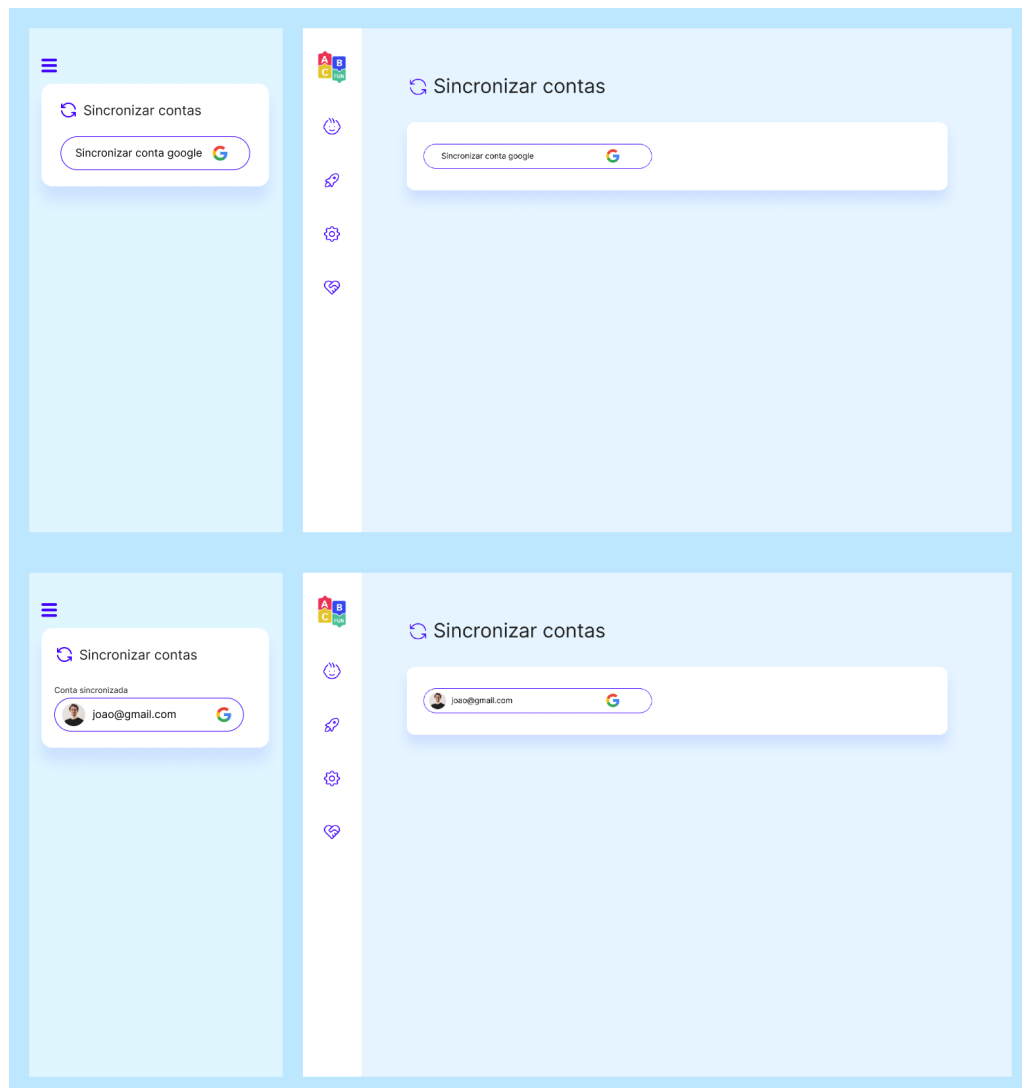 Sincronizar contas
Sincronizar conta google
A B
C FUN
Sincronizar contas
Sincronizar conta google
Sincronizar contas
Conta sincronizada
joao@gmail.com
A B
C FUN
Sincronizar contas
joao@gmail.com